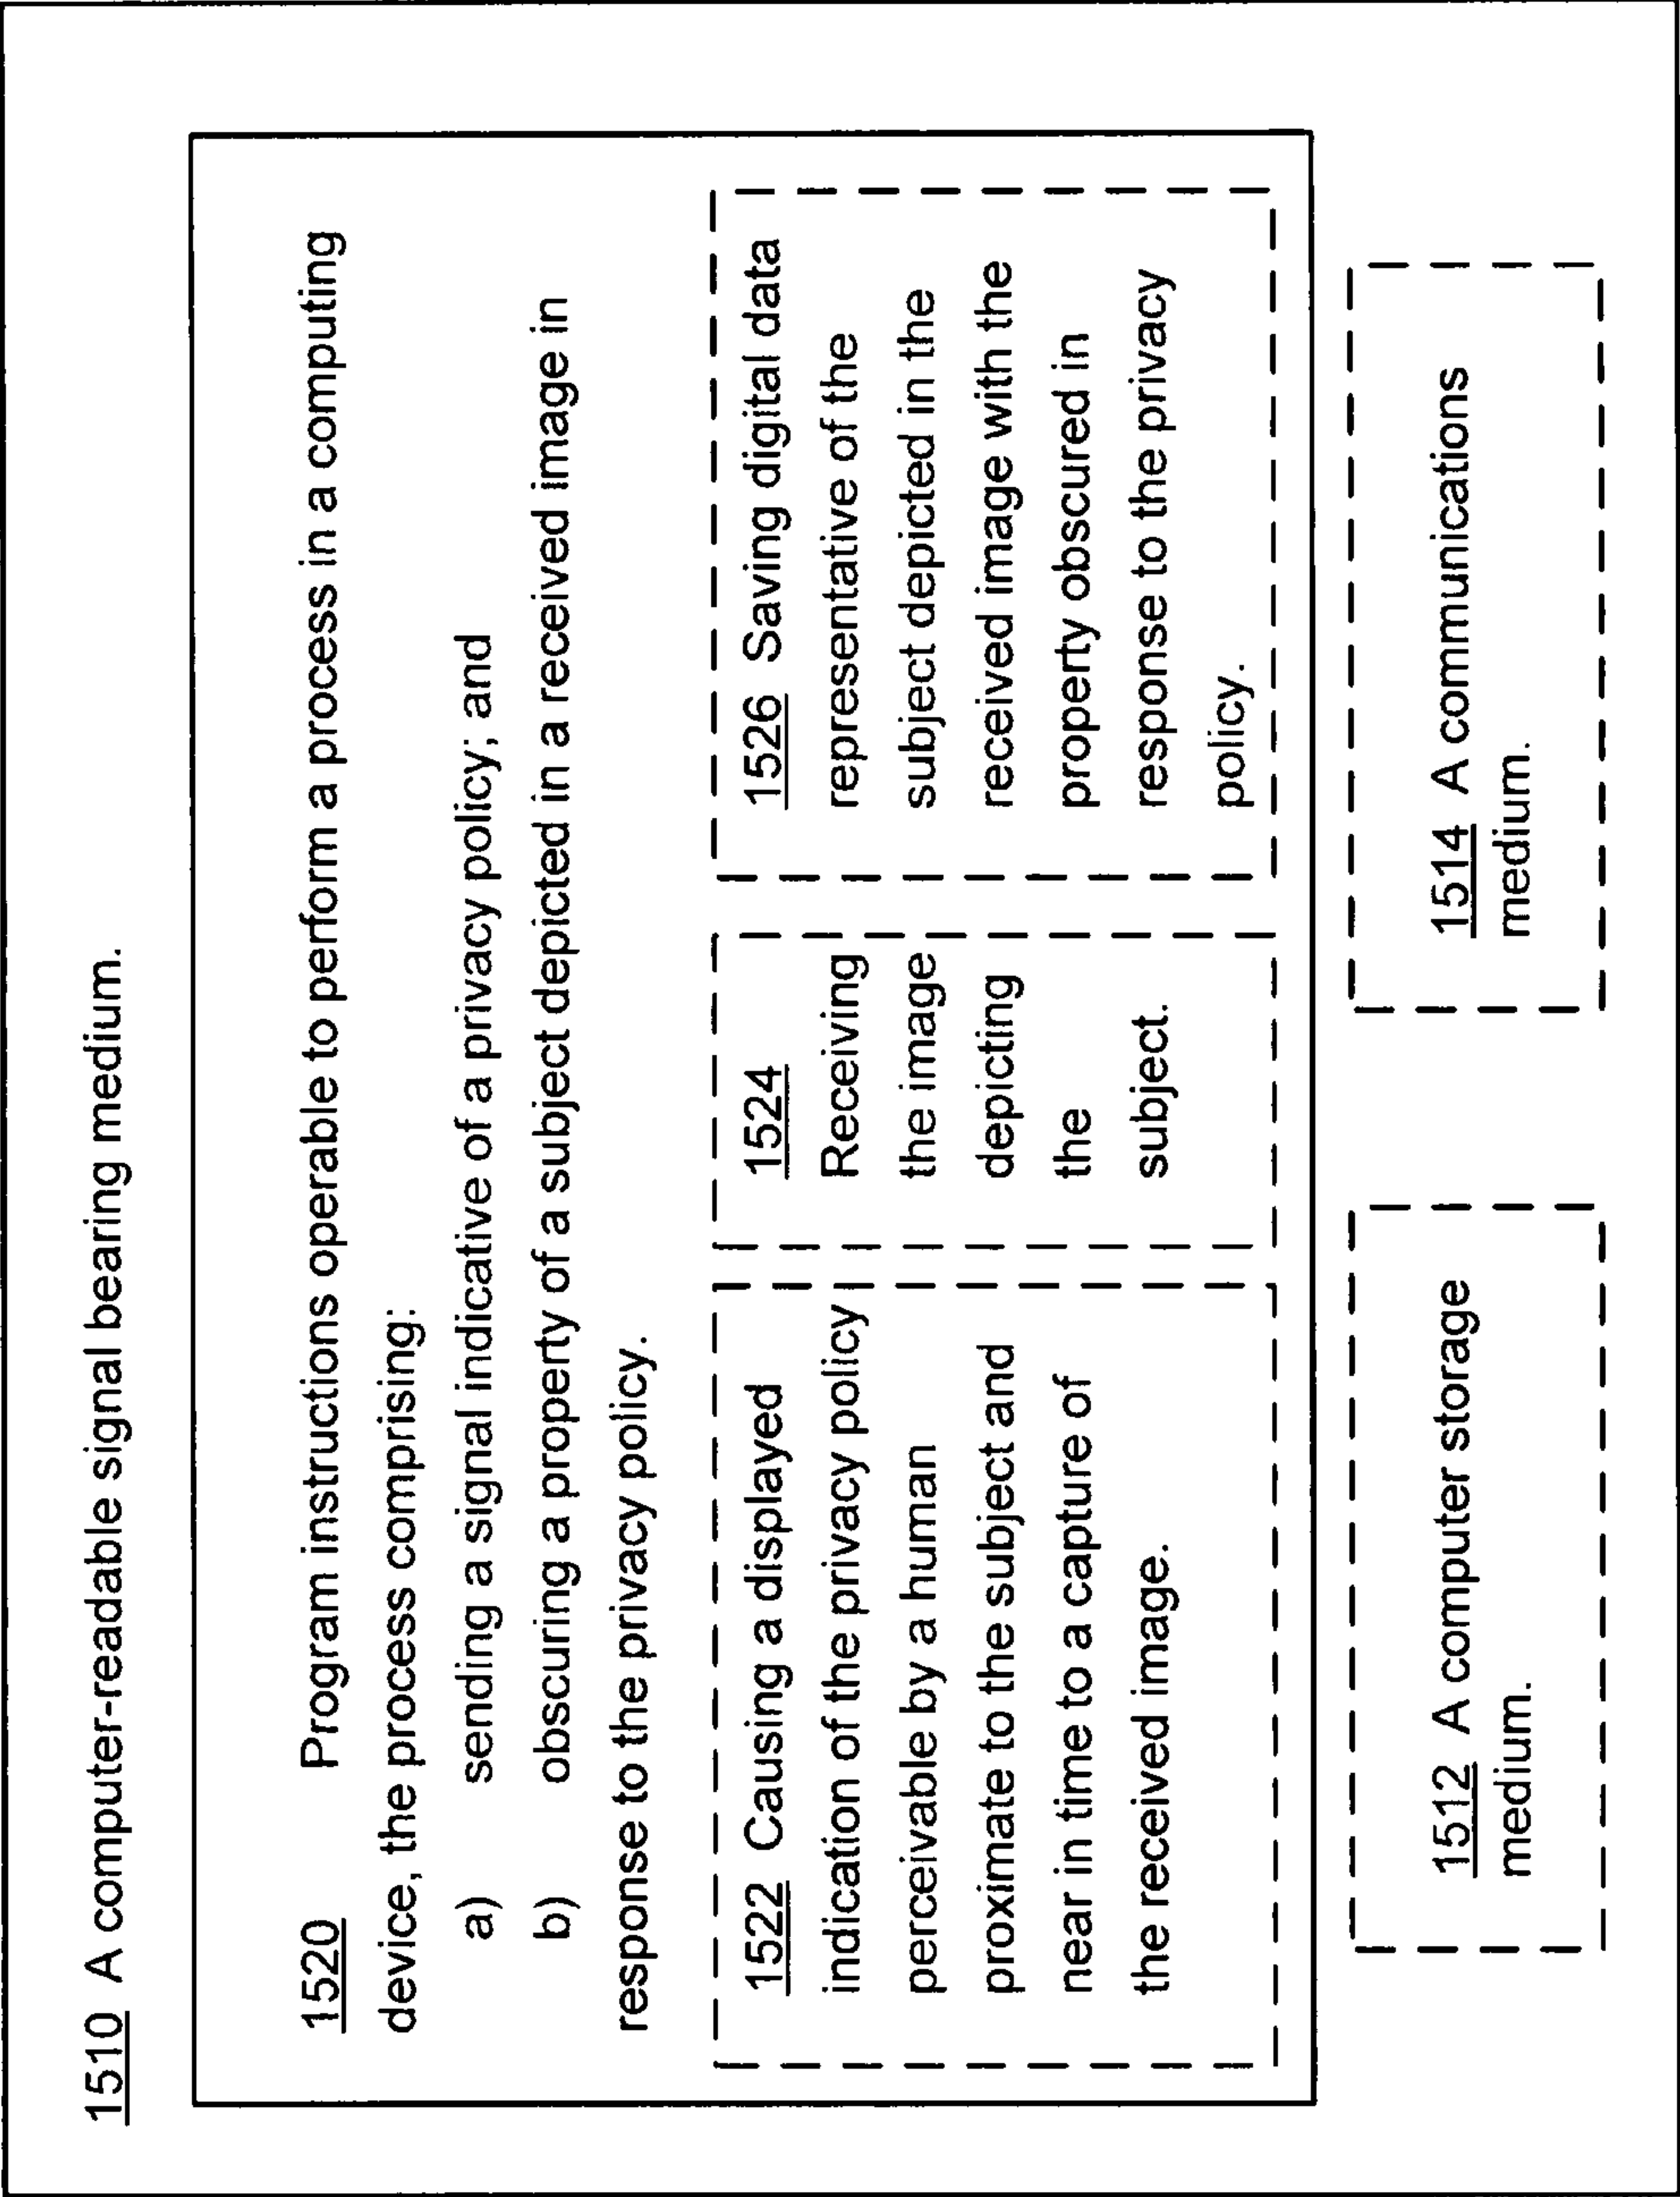 1510 A computer-readable signal bearing medium.
1520 Program instructions operable to perform a process in a computing
device, the process comprising:
a) sending a signal indicative of a privacy policy; and
b) obscuring a property of a subject depicted in a received image in
response to the privacy policy.
1522 Causing a displayed
indication of the privacy policy
perceivable by a human
proximate to the subject and
near in time to a capture of
the received image.
1524
Receiving
the image
depicting
the
subject.
1526 Saving digital data
representative of the
subject depicted in the
received image with the
property obscured in
response to the privacy
policy.
1512 A computer storage
medium.
1514 A communications
medium.